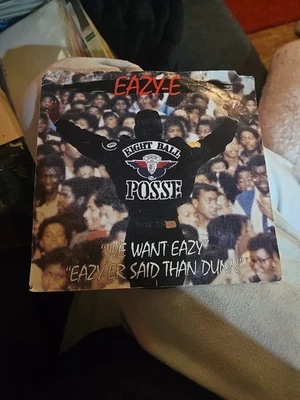 EAZY-E
EIGHT BALL
POSSE
"WE WANT EAZY"
"EAZY-ER SAID THAN DUNN"